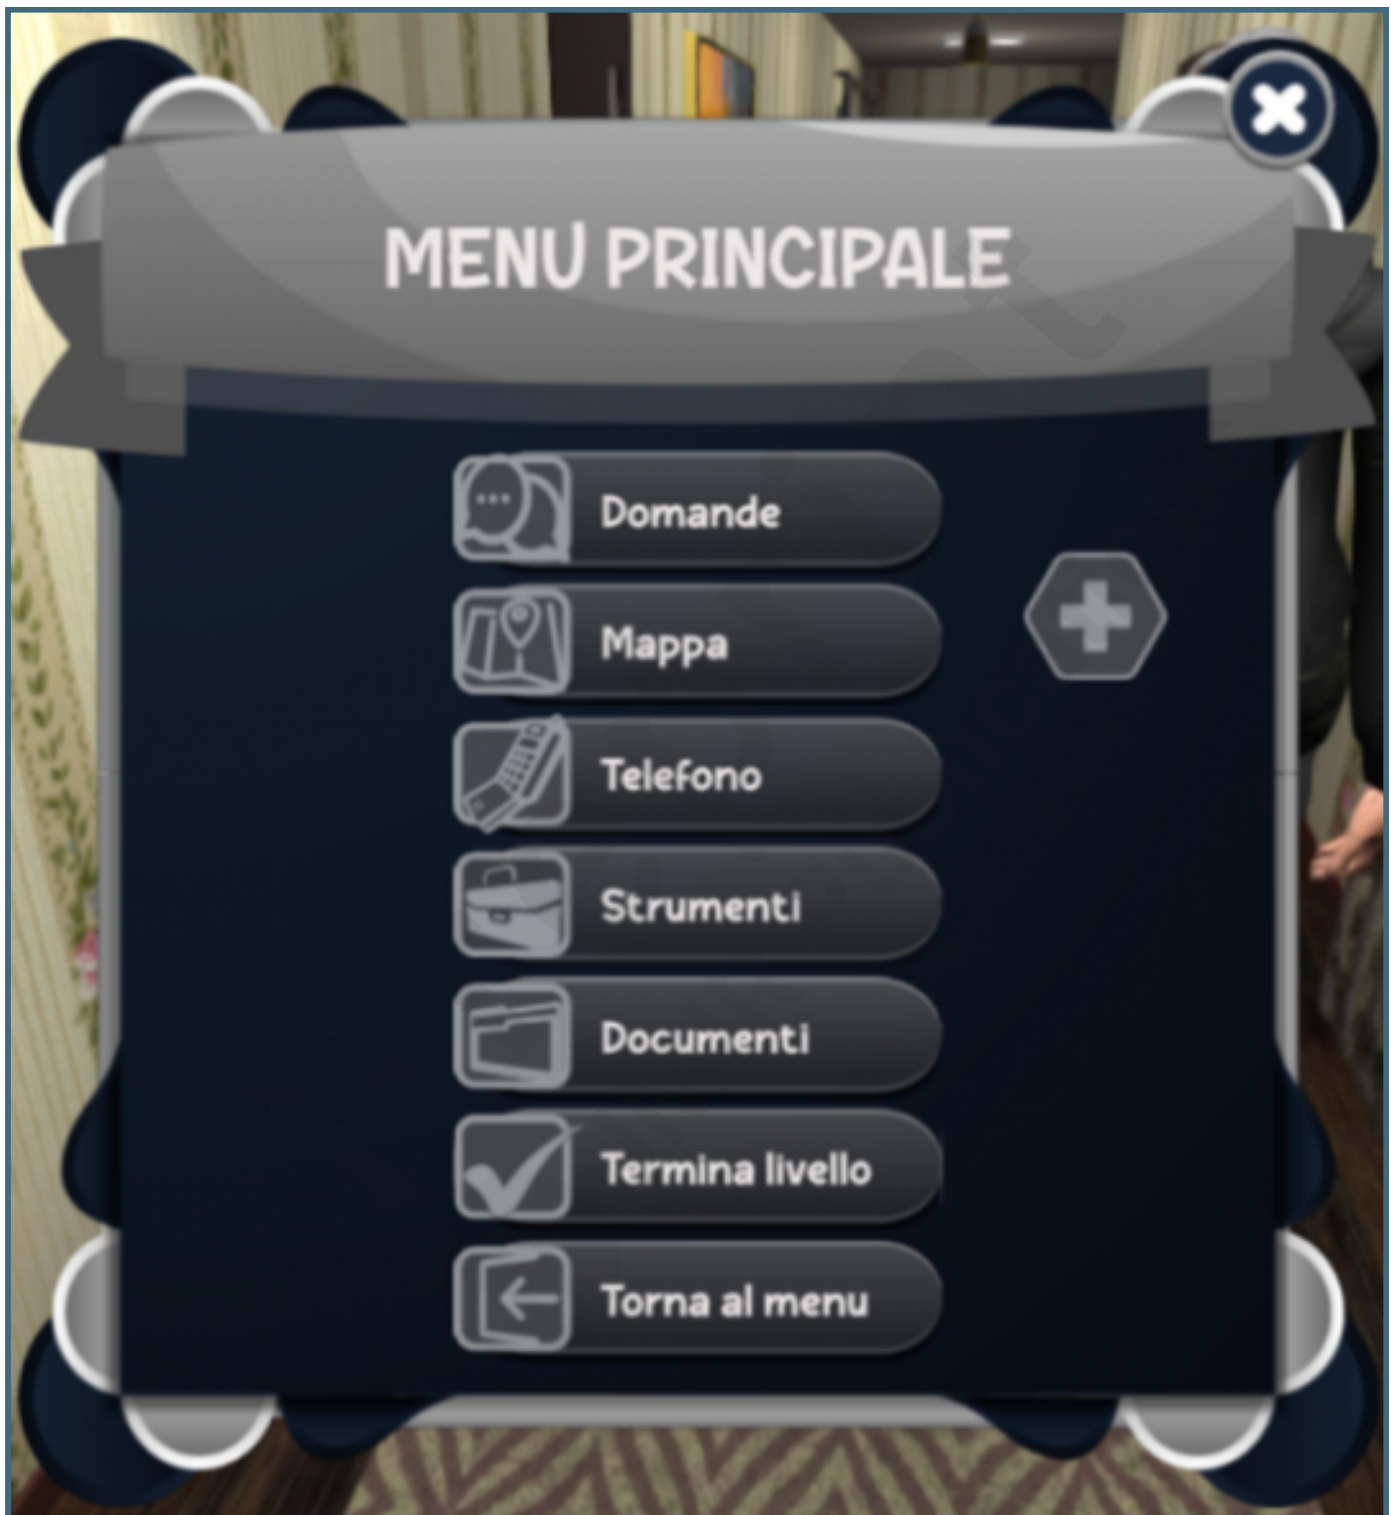 MENU PRINCIPALE
Domande
Mappa
Telefono
Strumenti
Documenti
Termina livello
Torna al menu